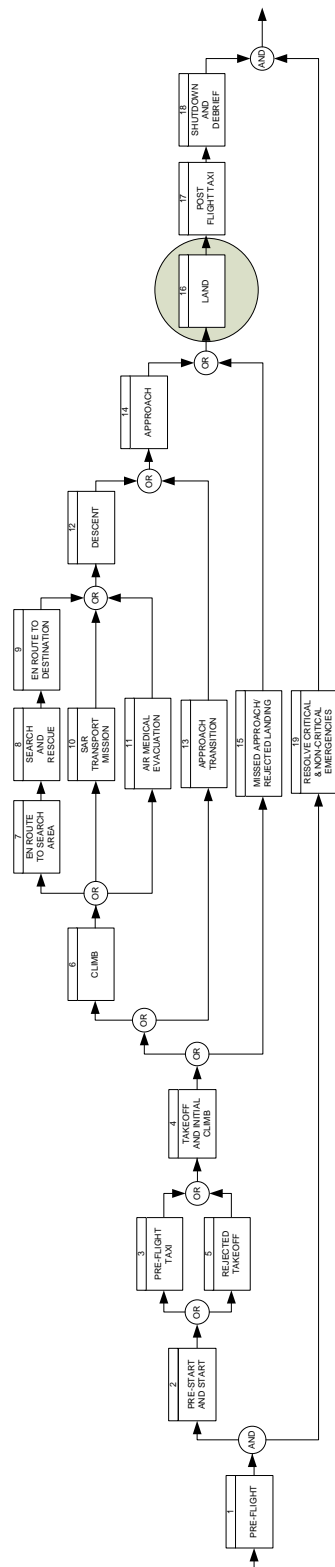 1
PRE-FLIGHT
AND
2
PRE-START
AND START
OR
3
PRE-FLIGHT
TAXI
5
REJECTED
TAKEOFF
OR
4
TAKEOFF
AND INITIAL
CLIMB
OR
OR
6
CLIMB
OR
7
EN ROUTE
TO SEARCH
AREA
8
SEARCH
AND
RESCUE
9
EN ROUTE TO
DESTINATION
10
SAR
TRANSPORT
MISSION
11
AIR MEDICAL
EVACUATION
OR
12
DESCENT
13
APPROACH
TRANSITION
OR
14
APPROACH
15
MISSED APPROACH/
REJECTED LANDING
OR
16
LAND
17
POST
FLIGHT TAXI
18
SHUTDOWN
AND
DEBRIEF
19
RESOLVE CRITICAL
& NON-CRITICAL
EMERGENCIES
AND